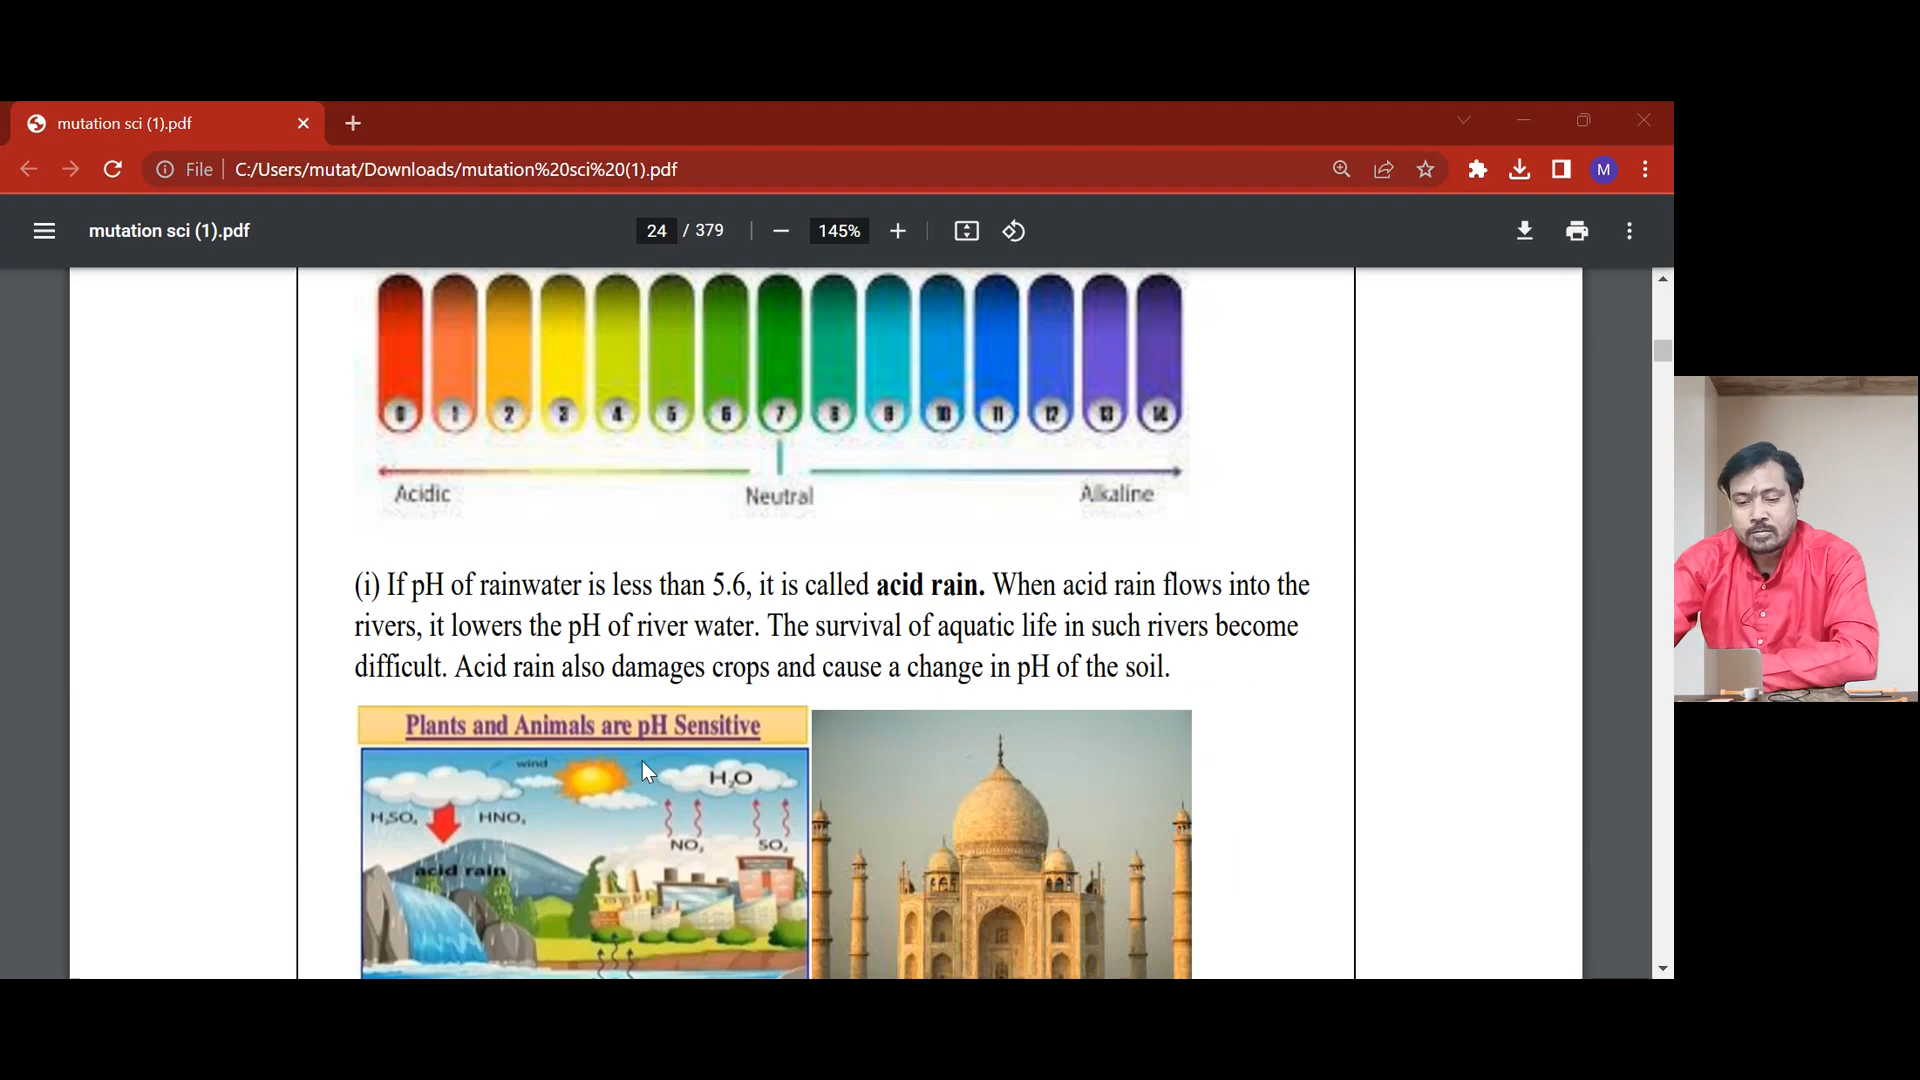 mutation sci (1).pdf
File C:/Users/mutat/Downloads/mutation%20sci%20(1).pdf
M
mutation sci (1).pdf
24 / 379
145%
0 1 2 3 4 5 6 7 8 9 10 11 12 13 14
Acidic Neutral Alkaline
(i) If pH of rainwater is less than 5.6, it is called acid rain. When acid rain flows into the
rivers, it lowers the pH of river water. The survival of aquatic life in such rivers become
difficult. Acid rain also damages crops and cause a change in pH of the soil.
Plants and Animals are pH Sensitive
wind
H₂O
H₂SO₄ HNO₃
NO₂ SO₂
acid rain